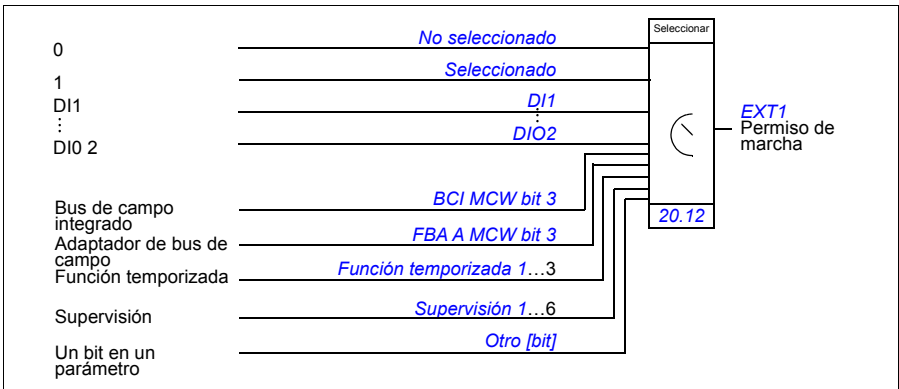 0
No seleccionado
Seleccionar
1
Seleccionado
DI1
DI1
⋮
⋮
DI0 2
DIO2
EXT1
Permiso de
marcha
Bus de campo
integrado
BCI MCW bit 3
20.12
Adaptador de bus de
campo
FBA A MCW bit 3
Función temporizada
Función temporizada 1…3
Supervisión
Supervisión 1…6
Un bit en un
parámetro
Otro [bit]